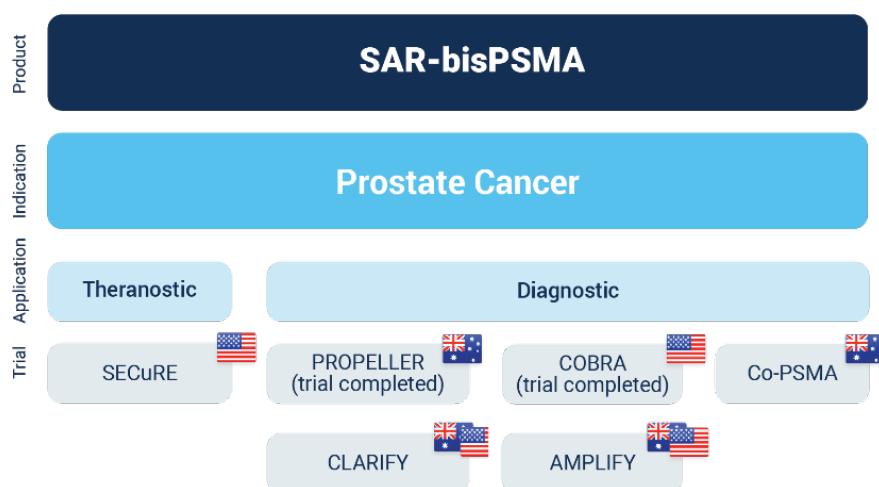 Product
SAR-bisPSMA
Indication
Prostate Cancer
Application
Theranostic
Diagnostic
Trial
SECuRE
PROPELLER
(trial completed)
COBRA
(trial completed)
Co-PSMA
CLARIFY
AMPLIFY